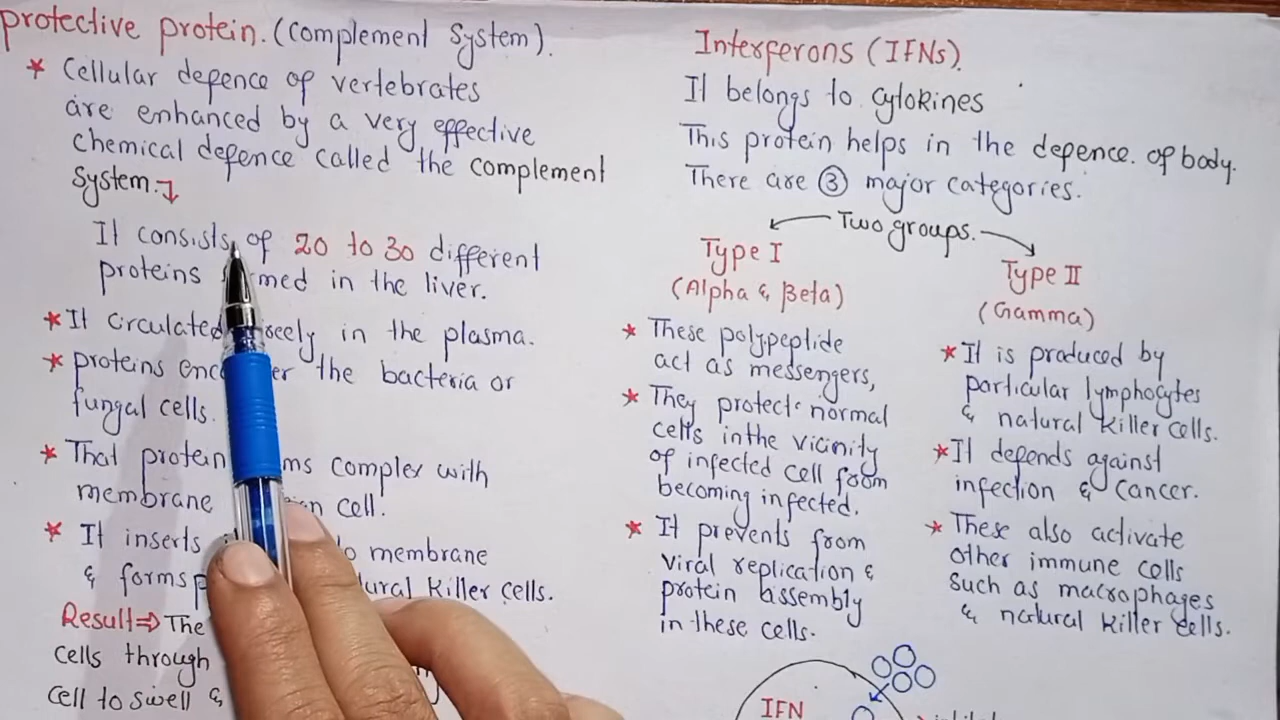 protective protein. (Complement System).
* Cellular defence of vertebrates
are enhanced by a very effective
chemical defence called the complement
System.↓
It consists of 20 to 30 different
proteins in the liver.
* It circulated in the plasma.
* proteins the bacteria or
fungal cells.
* That protein complex with
membrane cell.
* It inserts membrane
& forms Killer cells.
Result⇒ The
cells through
cell to swell &
Interferons (IFNs).
It belongs to cytokines
This protein helps in the defence. of body.
There are ③ major categories.
Two groups.
Type I
(Alpha & Beta)
* These polypeptide
act as messengers,
* They protect normal
cells in the vicinity
of infected cell from
becoming infected.
* It prevents from
viral replication &
protein assembly
in these cells.
Type II
(Gamma)
* It is produced by
particular lymphocytes
& natural Killer cells.
* It depends against
infection & cancer.
* These also activate
other immune cells
such as macrophages
& natural Killer cells.
IFN